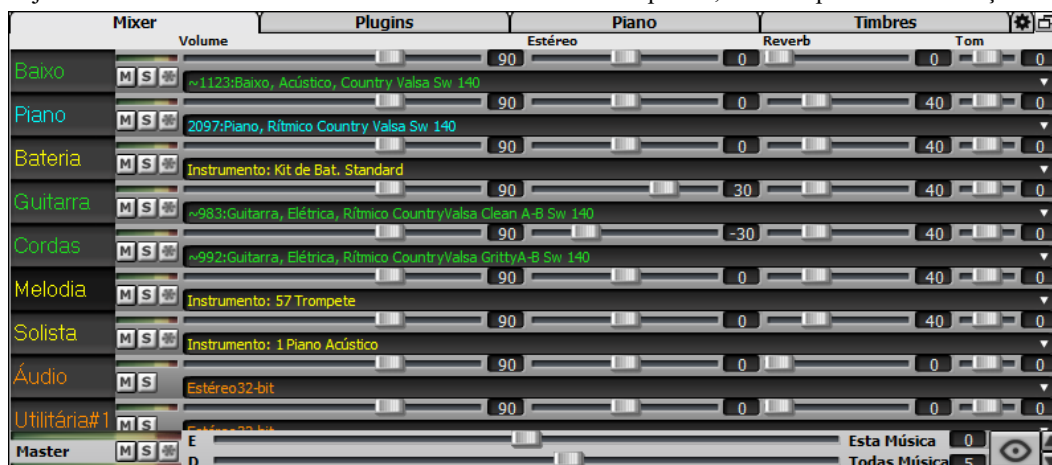 Mixer Plugins Piano Timbres
Volume Estéreo Reverb Tom
90 0 0 0
Baixo M S
~1123:Baixo, Acústico, Country Valsa Sw 140
90 0 40 0
Piano M S
2097:Piano, Rítmico Country Valsa Sw 140
90 0 40 0
Bateria M S
Instrumento: Kit de Bat. Standard
90 30 40 0
Guitarra M S
~983:Guitarra, Elétrica, Rítmico CountryValsa Clean A-B Sw 140
90 -30 40 0
Cordas M S
~992:Guitarra, Elétrica, Rítmico CountryValsa GrittyA-B Sw 140
90 0 40 0
Melodia M S
Instrumento: 57 Trompete
90 0 40 0
Solista M S
Instrumento: 1 Piano Acústico
90 0 0 0
Áudio M S
Estéreo32-bit
90 0 0 0
Utilitária#1 M S
Estéreo32-bit
Master M S E Esta Música 0
D Todas Música 5